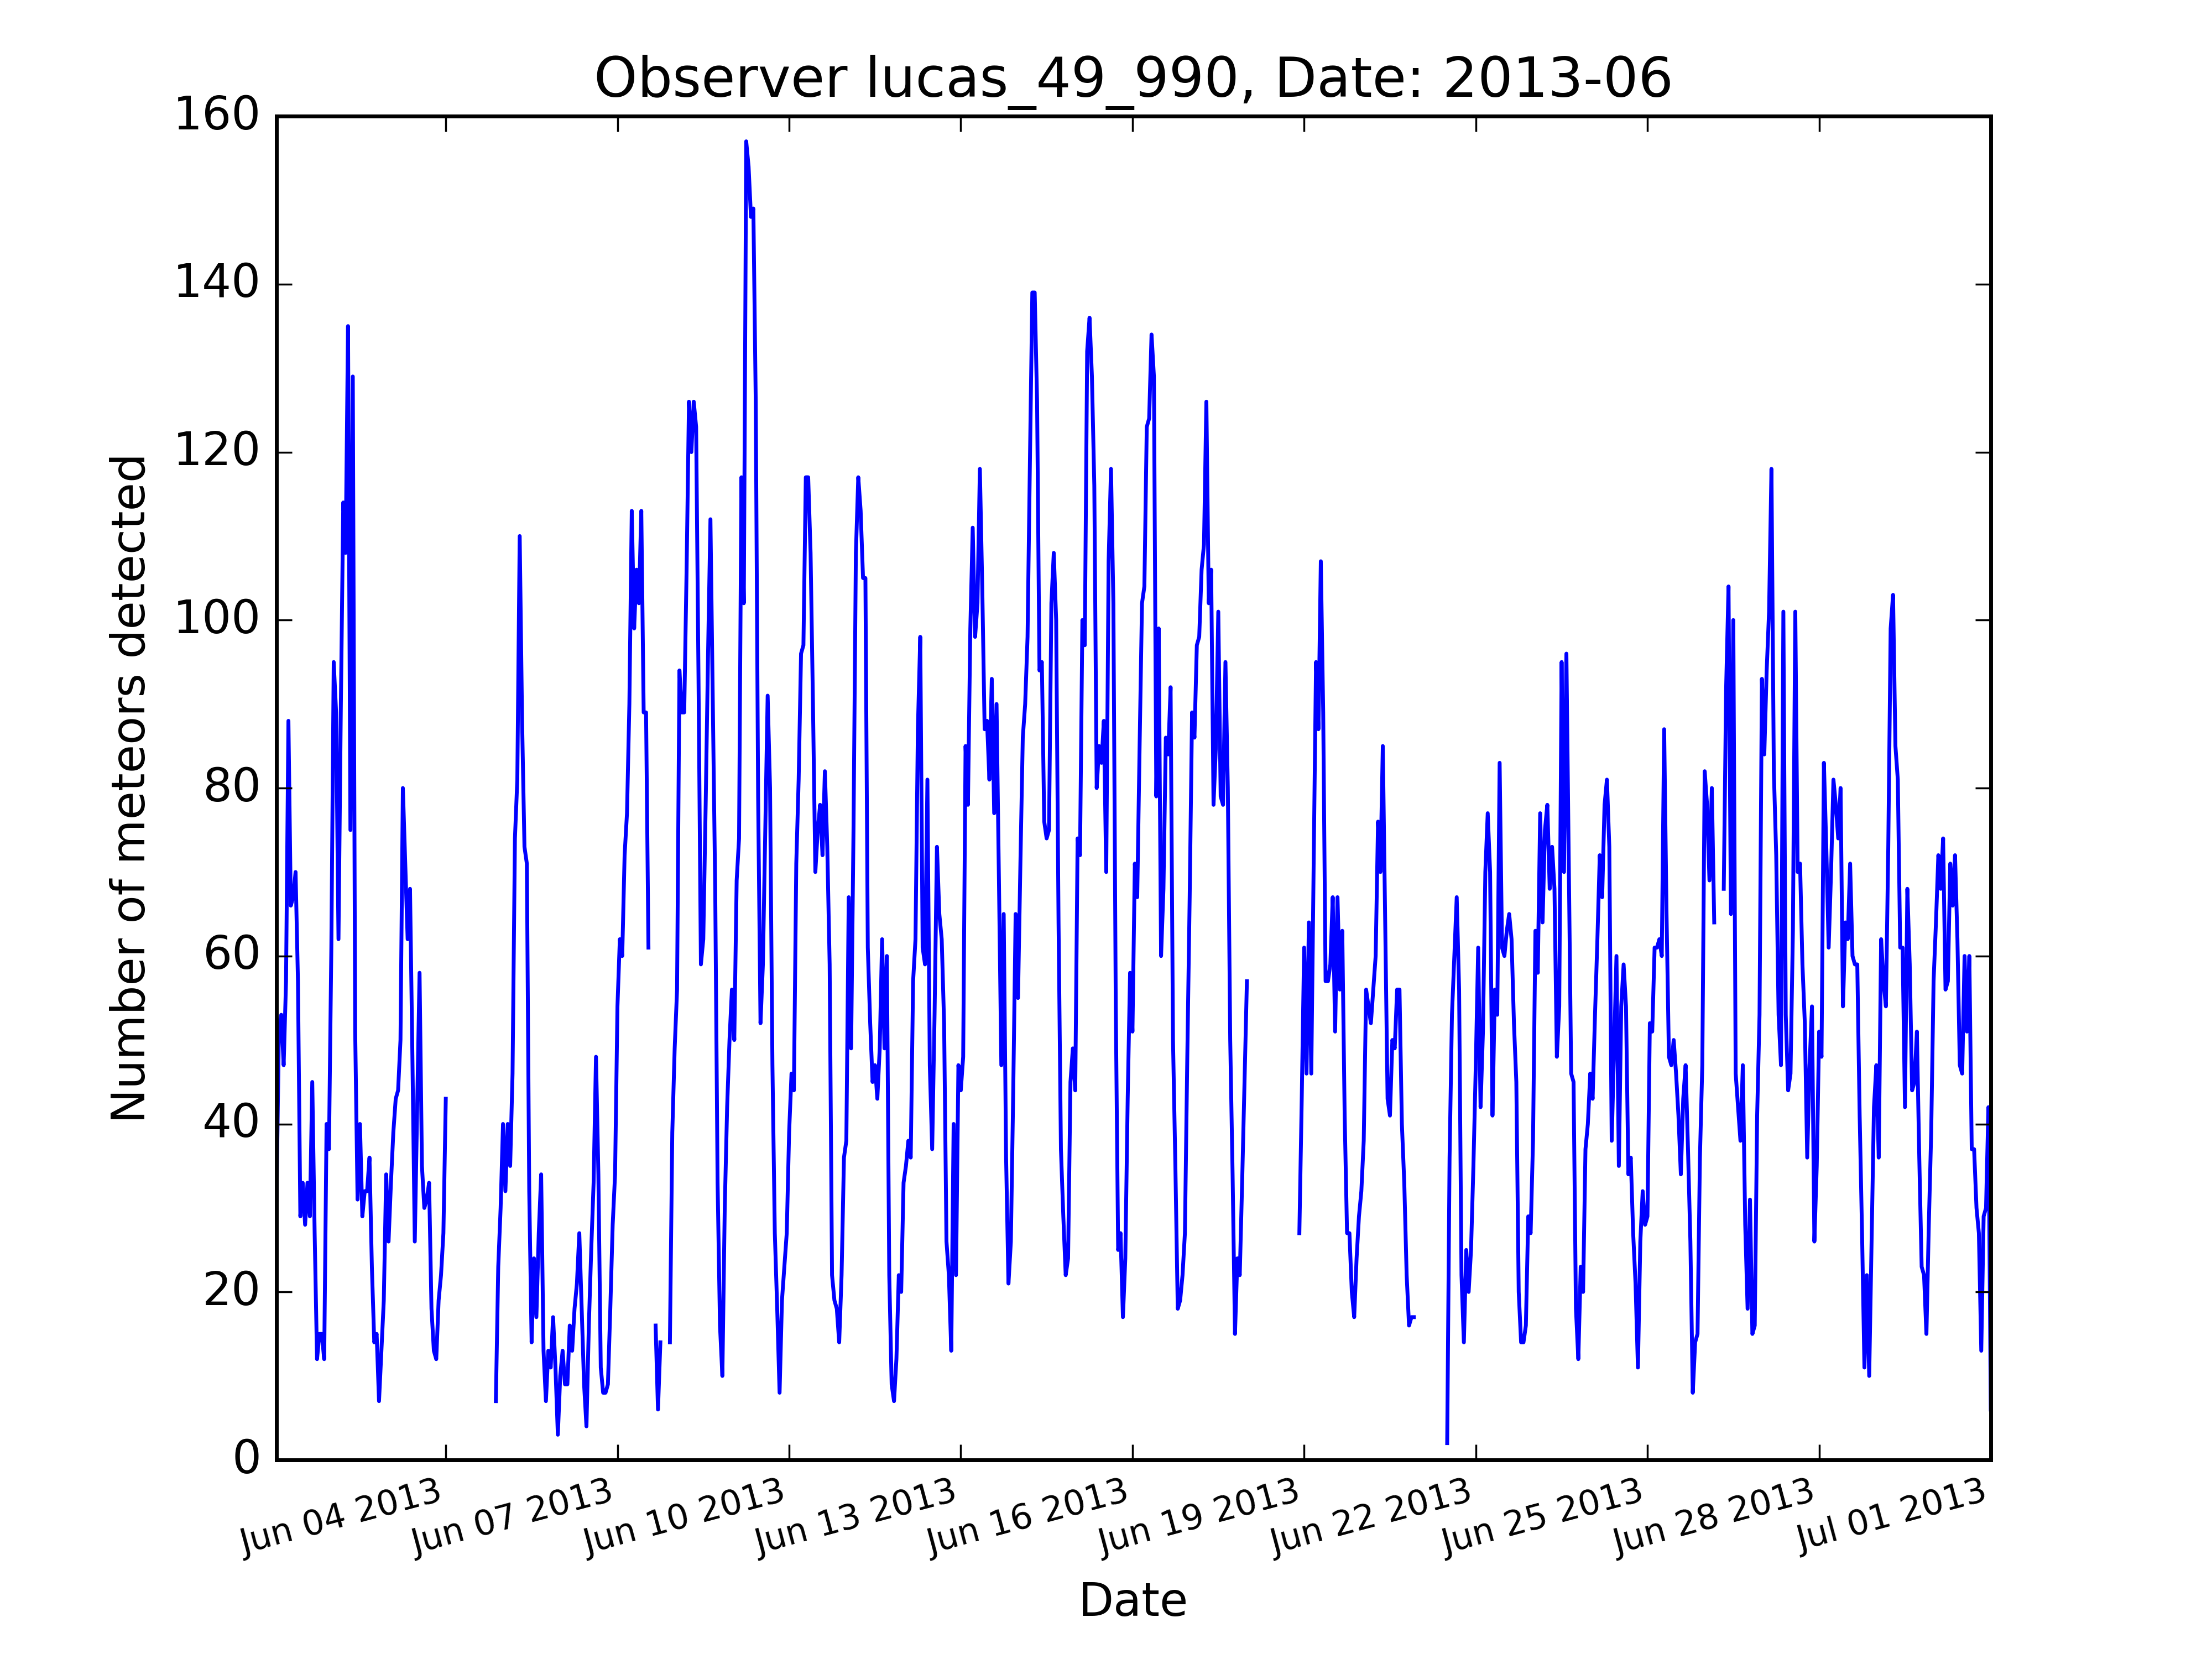 Observer lucas_49_990, Date: 2013-06
160
140
120
100
80
60
40
20
0
Number of meteors detected
Jun 04 2013
Jun 07 2013
Jun 10 2013
Jun 13 2013
Jun 16 2013
Jun 19 2013
Jun 22 2013
Jun 25 2013
Jun 28 2013
Jul 01 2013
Date